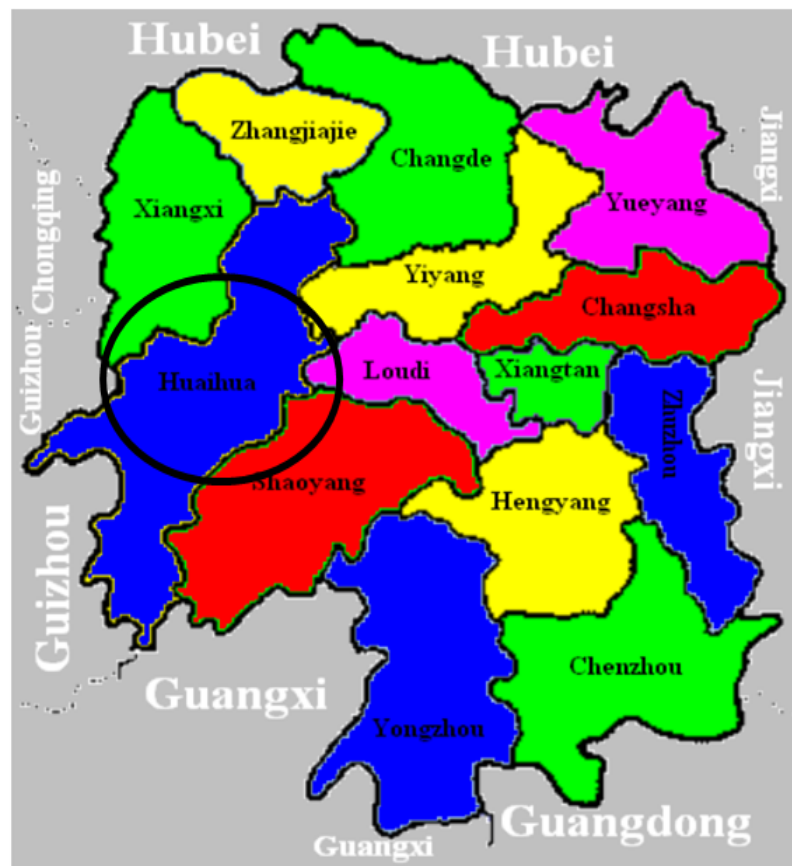 Hubei
Hubei
Jiangxi
Zhangjiajie
Changde
Xiangxi
Yueyang
Chongqing
Yiyang
Changsha
Guizhou
Huaihua
Loudi
Xiangtan
Zhuzhou
Jiangxi
Shaoyang
Hengyang
Guizhou
Chenzhou
Guangxi
Yongzhou
Guangdong
Guangxi